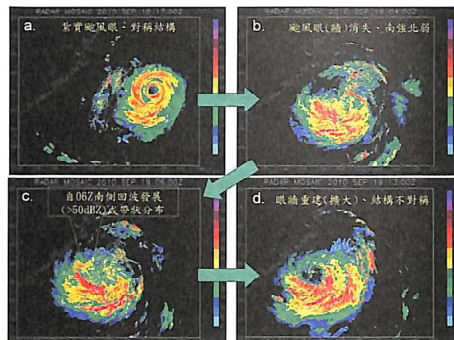 RADAR MOSAIC 2010 SEP 18 17:00Z
a. 紮實颱風眼、對稱結構
b. 颱風眼(牆)消失、南強北弱
RADAR MOSAIC 2010 SEP 19 06:00Z
c. 自06Z南側回波發展
(>50dBZ)或帶狀分布
RADAR MOSAIC 2010 SEP 19 13:00Z
d. 眼牆重建(擴大)、結構不對稱